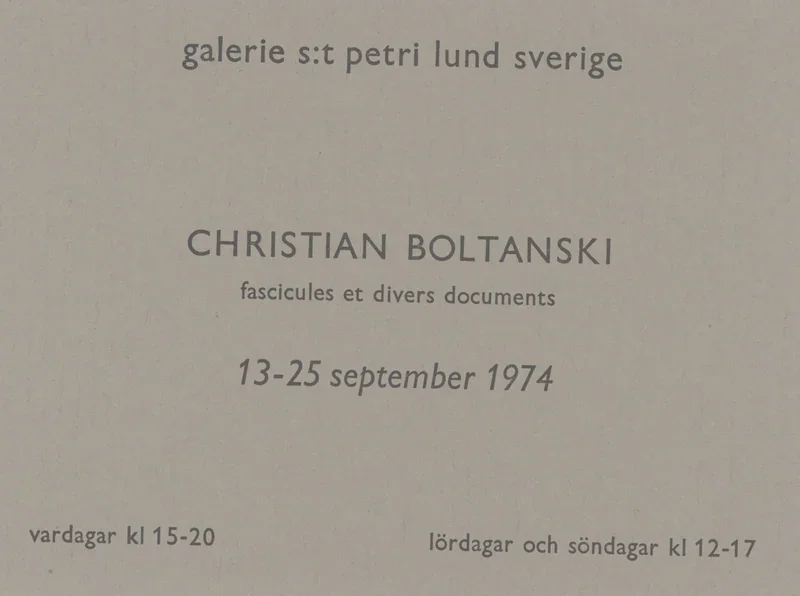 galerie s:t petri lund sverige
CHRISTIAN BOLTANSKI
fascicules et divers documents
13-25 september 1974
vardagar kl 15-20
lördagar och söndagar kl 12-17